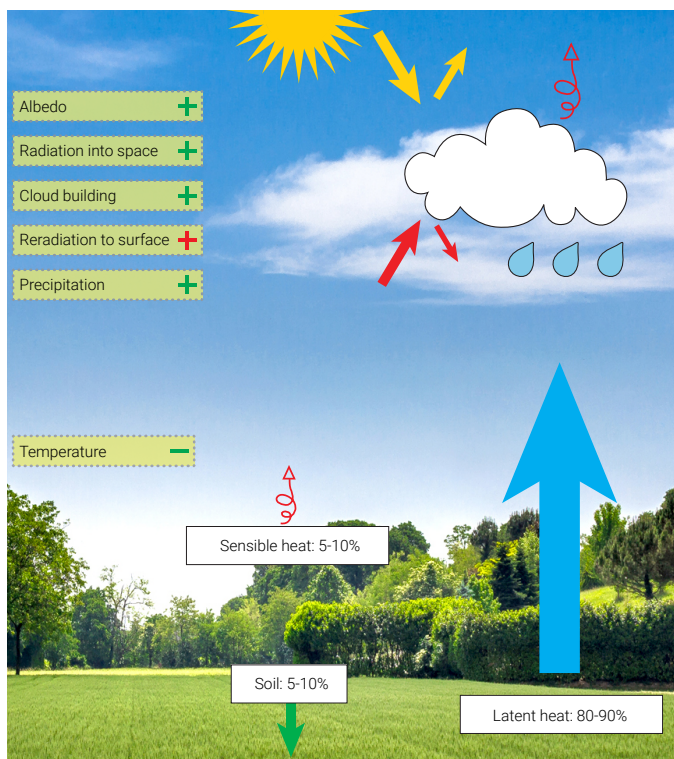 Albedo +
Radiation into space +
Cloud building +
Reradiation to surface +
Precipitation +
Temperature −
Sensible heat: 5-10%
Soil: 5-10%
Latent heat: 80-90%